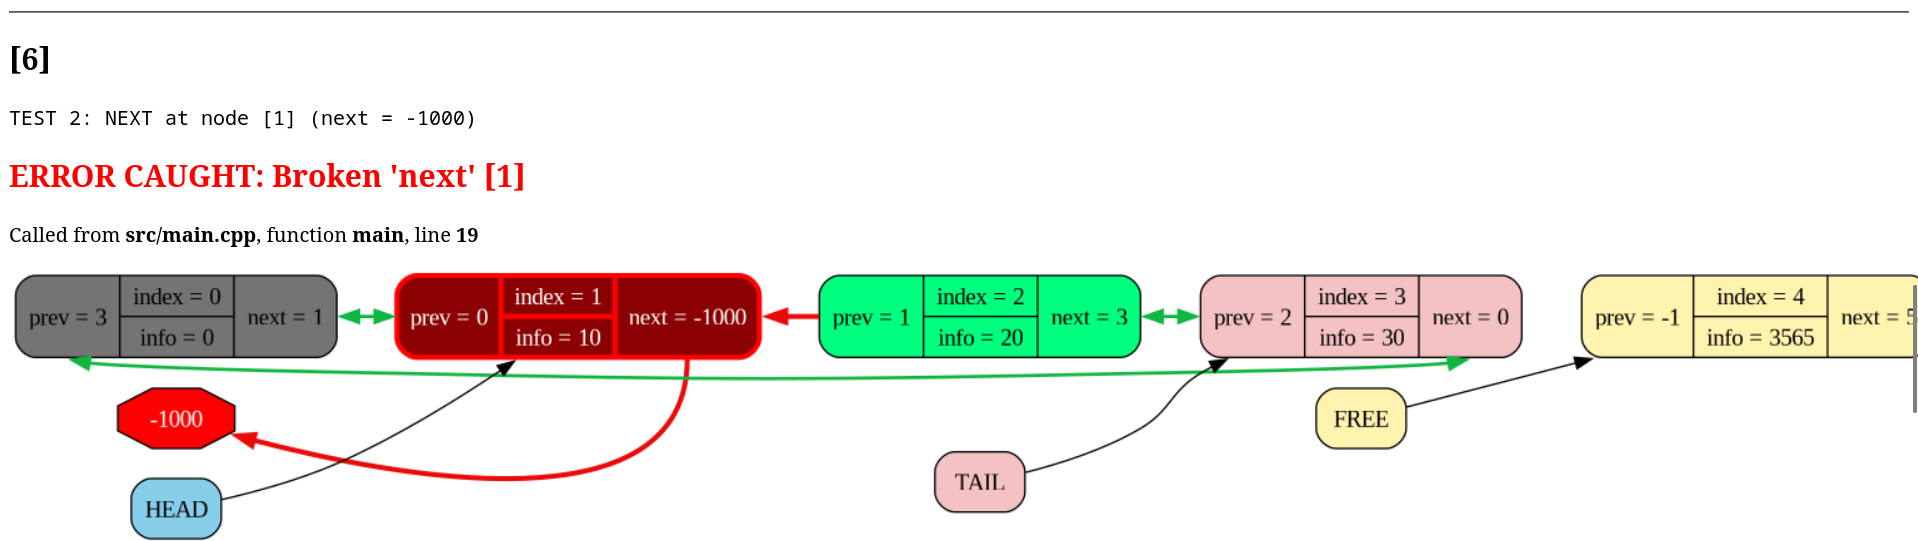 [6]
TEST 2: NEXT at node [1] (next = -1000)
ERROR CAUGHT: Broken 'next' [1]
Called from src/main.cpp, function main, line 19
prev = 3
index = 0
info = 0
next = 1
prev = 0
index = 1
info = 10
next = -1000
prev = 1
index = 2
info = 20
next = 3
prev = 2
index = 3
info = 30
next = 0
prev = -1
index = 4
info = 3565
next = 5
-1000
FREE
TAIL
HEAD